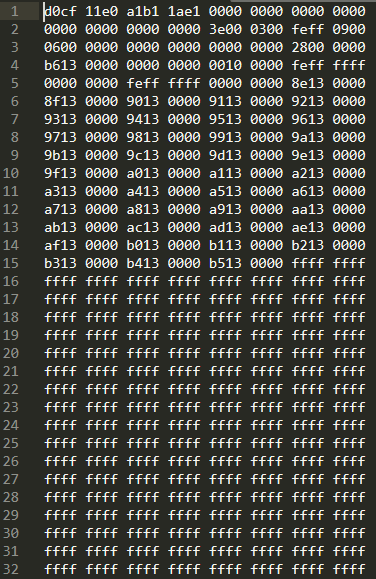 1 d0cf 11e0 a1b1 1ae1 0000 0000 0000 0000
2 0000 0000 0000 0000 3e00 0300 feff 0900
3 0600 0000 0000 0000 0000 0000 2800 0000
4 b613 0000 0000 0000 0010 0000 feff ffff
5 0000 0000 feff ffff 0000 0000 8e13 0000
6 8f13 0000 9013 0000 9113 0000 9213 0000
7 9313 0000 9413 0000 9513 0000 9613 0000
8 9713 0000 9813 0000 9913 0000 9a13 0000
9 9b13 0000 9c13 0000 9d13 0000 9e13 0000
10 9f13 0000 a013 0000 a113 0000 a213 0000
11 a313 0000 a413 0000 a513 0000 a613 0000
12 a713 0000 a813 0000 a913 0000 aa13 0000
13 ab13 0000 ac13 0000 ad13 0000 ae13 0000
14 af13 0000 b013 0000 b113 0000 b213 0000
15 b313 0000 b413 0000 b513 0000 ffff ffff
16 ffff ffff ffff ffff ffff ffff ffff ffff
17 ffff ffff ffff ffff ffff ffff ffff ffff
18 ffff ffff ffff ffff ffff ffff ffff ffff
19 ffff ffff ffff ffff ffff ffff ffff ffff
20 ffff ffff ffff ffff ffff ffff ffff ffff
21 ffff ffff ffff ffff ffff ffff ffff ffff
22 ffff ffff ffff ffff ffff ffff ffff ffff
23 ffff ffff ffff ffff ffff ffff ffff ffff
24 ffff ffff ffff ffff ffff ffff ffff ffff
25 ffff ffff ffff ffff ffff ffff ffff ffff
26 ffff ffff ffff ffff ffff ffff ffff ffff
27 ffff ffff ffff ffff ffff ffff ffff ffff
28 ffff ffff ffff ffff ffff ffff ffff ffff
29 ffff ffff ffff ffff ffff ffff ffff ffff
30 ffff ffff ffff ffff ffff ffff ffff ffff
31 ffff ffff ffff ffff ffff ffff ffff ffff
32 ffff ffff ffff ffff ffff ffff ffff ffff